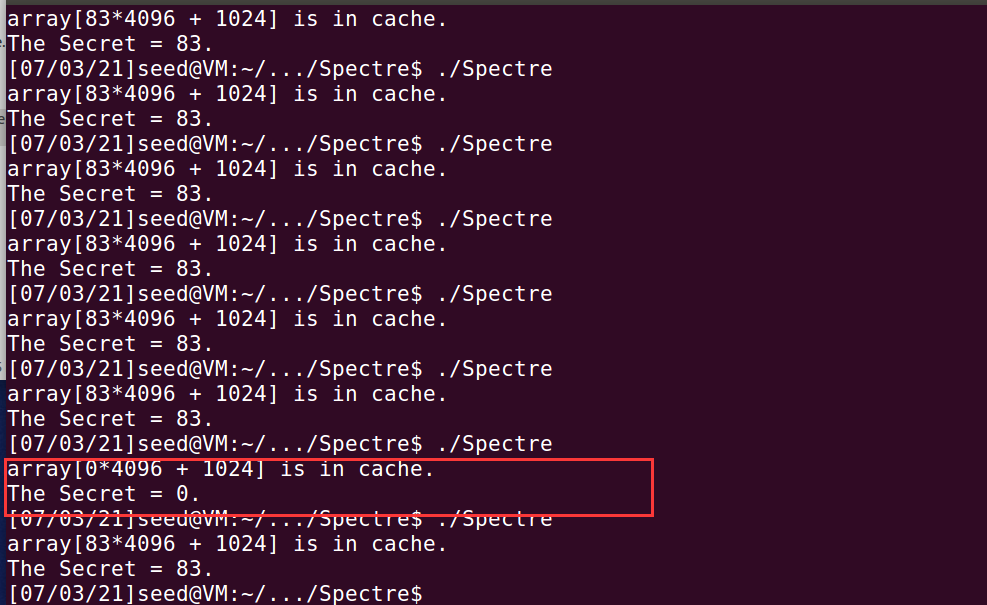 array[83*4096 + 1024] is in cache.
The Secret = 83.
[07/03/21]seed@VM:~/.../Spectre$ ./Spectre
array[83*4096 + 1024] is in cache.
The Secret = 83.
[07/03/21]seed@VM:~/.../Spectre$ ./Spectre
array[83*4096 + 1024] is in cache.
The Secret = 83.
[07/03/21]seed@VM:~/.../Spectre$ ./Spectre
array[83*4096 + 1024] is in cache.
The Secret = 83.
[07/03/21]seed@VM:~/.../Spectre$ ./Spectre
array[83*4096 + 1024] is in cache.
The Secret = 83.
[07/03/21]seed@VM:~/.../Spectre$ ./Spectre
array[83*4096 + 1024] is in cache.
The Secret = 83.
[07/03/21]seed@VM:~/.../Spectre$ ./Spectre
array[0*4096 + 1024] is in cache.
The Secret = 0.
[07/03/21]seed@VM:~/.../Spectre$ ./Spectre
array[83*4096 + 1024] is in cache.
The Secret = 83.
[07/03/21]seed@VM:~/.../Spectre$